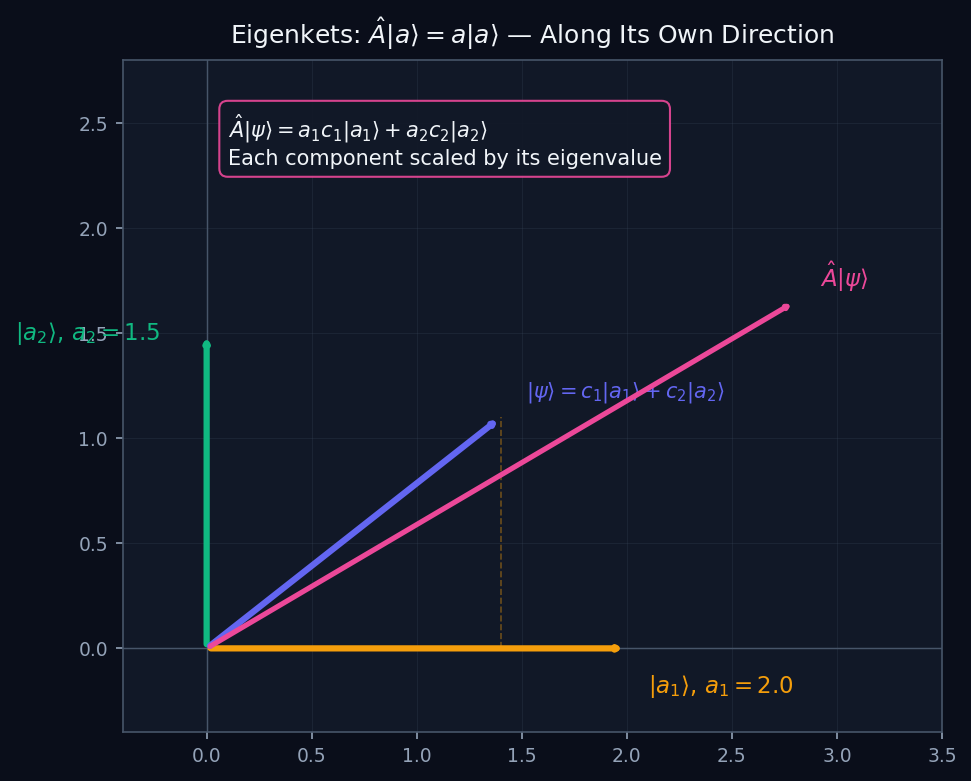 Eigenkets: Â|a⟩ = a|a⟩ — Along Its Own Direction
Â|ψ⟩ = a₁c₁|a₁⟩ + a₂c₂|a₂⟩
Each component scaled by its eigenvalue
2.5
2.0
Â|ψ⟩
|a₂⟩, a₂ = 1.5
1.5
|ψ⟩ = c₁|a₁⟩ + c₂|a₂⟩
1.0
0.5
0.0
|a₁⟩, a₁ = 2.0
0.0 0.5 1.0 1.5 2.0 2.5 3.0 3.5